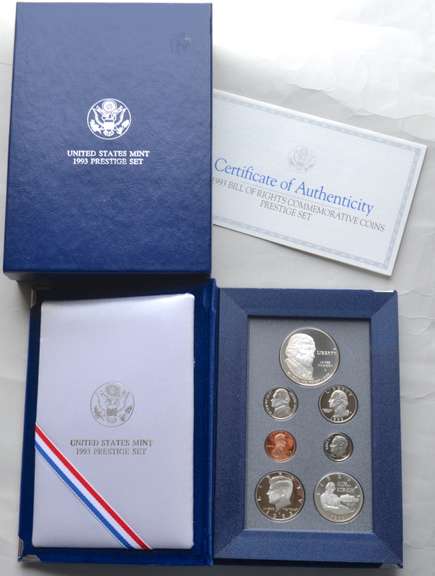 UNITED STATES MINT
1993 PRESTIGE SET
Certificate of Authenticity
1993 BILL OF RIGHTS COMMEMORATIVE COINS
PRESTIGE SET
UNITED STATES MINT
1993 PRESTIGE SET
LIBERTY